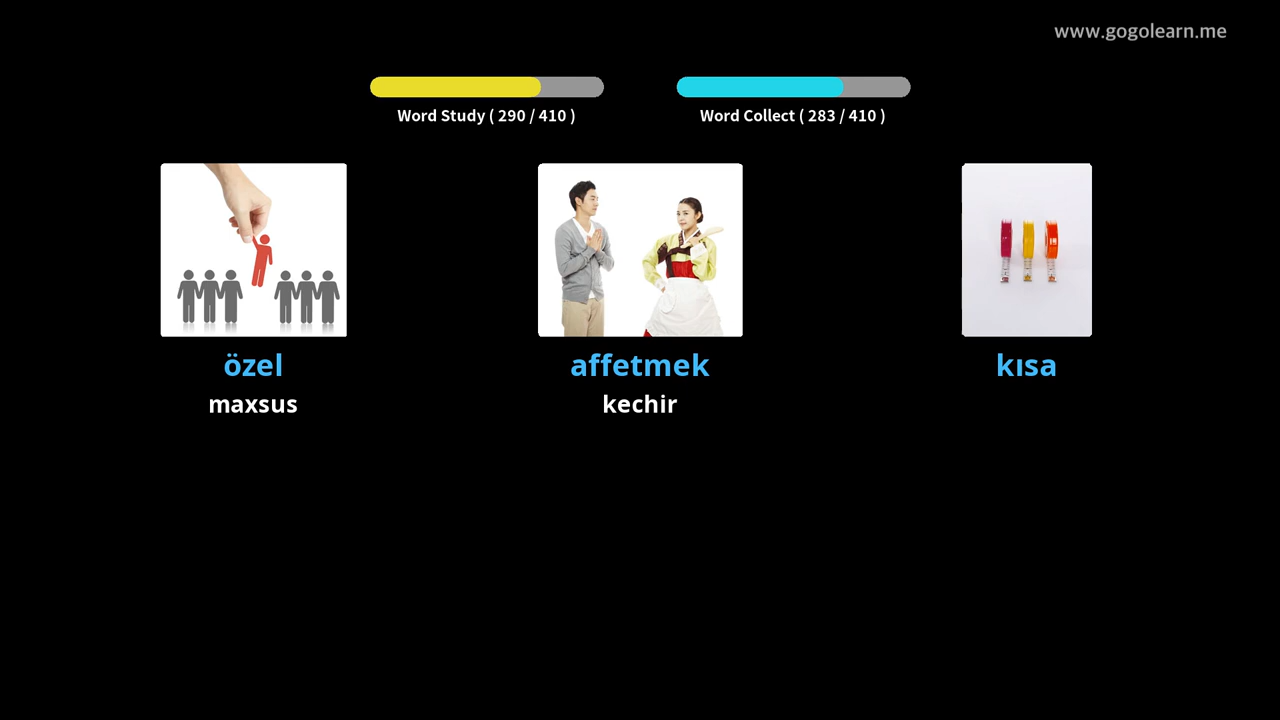 www.gogolearn.me
Word Study ( 290 / 410 )
Word Collect ( 283 / 410 )
özel
affetmek
kısa
maxsus
kechir